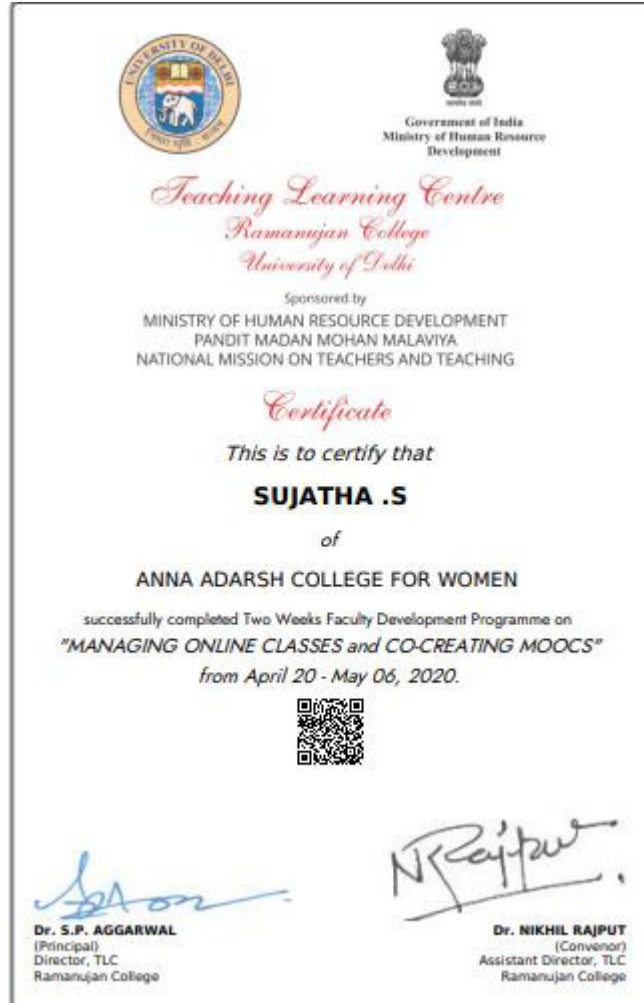 UNIVERSITY OF DELHI
Government of India
Ministry of Human Resource
Development
Teaching Learning Centre
Ramanujan College
University of Delhi
Sponsored by
MINISTRY OF HUMAN RESOURCE DEVELOPMENT
PANDIT MADAN MOHAN MALAVIYA
NATIONAL MISSION ON TEACHERS AND TEACHING
Certificate
This is to certify that
SUJATHA .S
of
ANNA ADARSH COLLEGE FOR WOMEN
successfully completed Two Weeks Faculty Development Programme on
"MANAGING ONLINE CLASSES and CO-CREATING MOOCS"
from April 20 - May 06, 2020.
NRajput
Dr. S.P. AGGARWAL
(Principal)
Director, TLC
Ramanujan College
Dr. NIKHIL RAJPUT
(Convenor)
Assistant Director, TLC
Ramanujan College